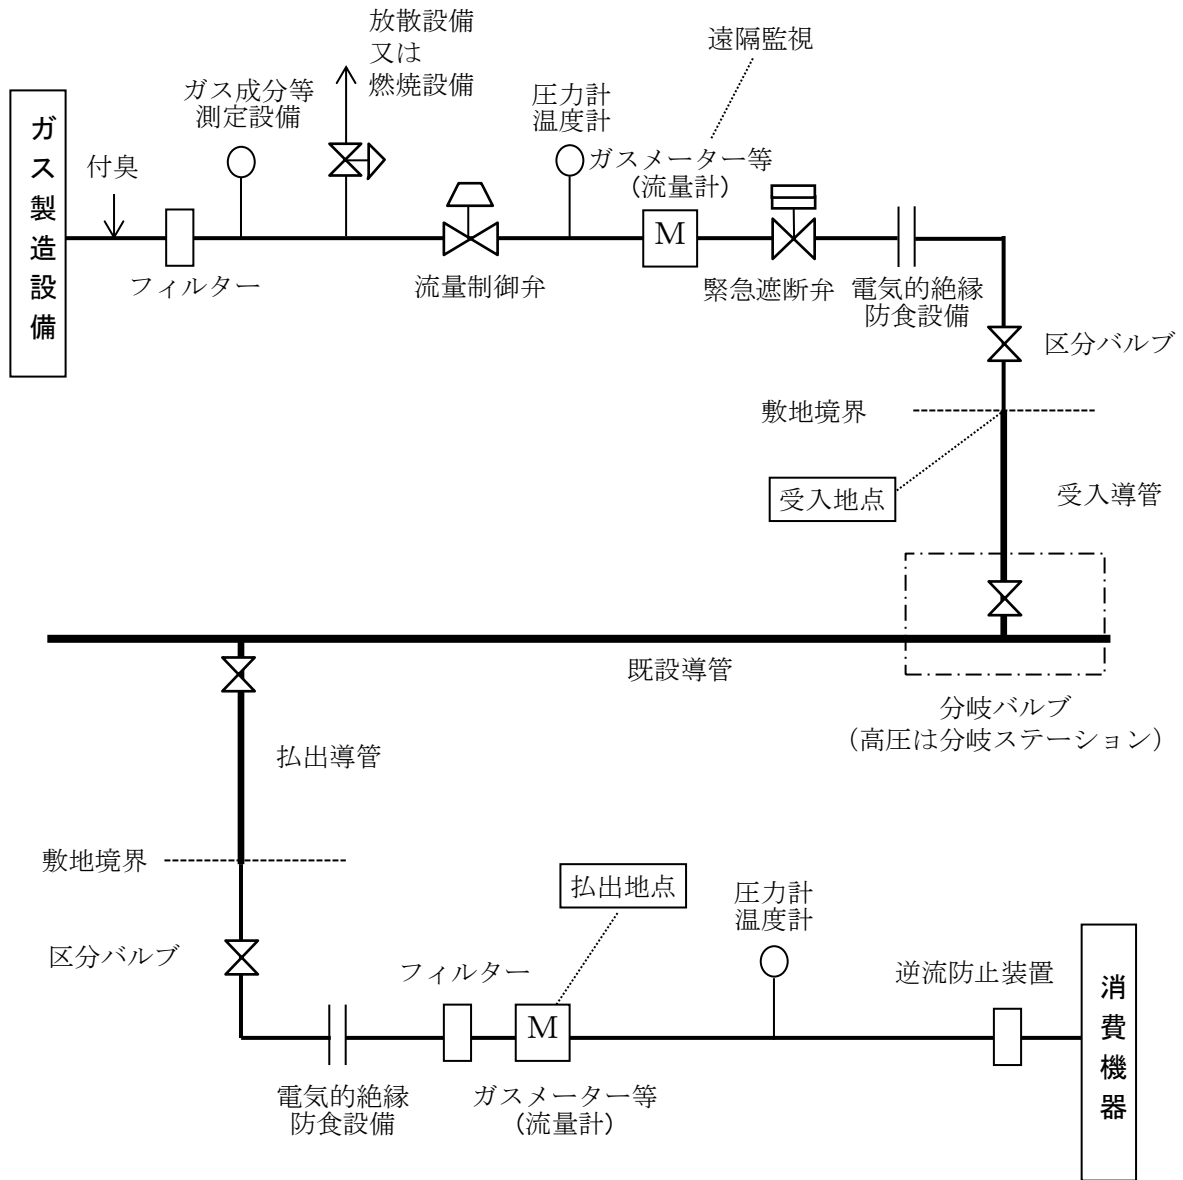 放散設備
又は
燃焼設備
遠隔監視
ガス成分等
測定設備
圧力計
温度計
ガス製造設備
付臭
ガスメーター等
(流量計)
M
フィルター
流量制御弁
緊急遮断弁
電気的絶縁
防食設備
区分バルブ
敷地境界
受入地点
受入導管
既設導管
分岐バルブ
(高圧は分岐ステーション)
払出導管
敷地境界
払出地点
圧力計
温度計
区分バルブ
フィルター
逆流防止装置
消費機器
M
電気的絶縁
防食設備
ガスメーター等
(流量計)